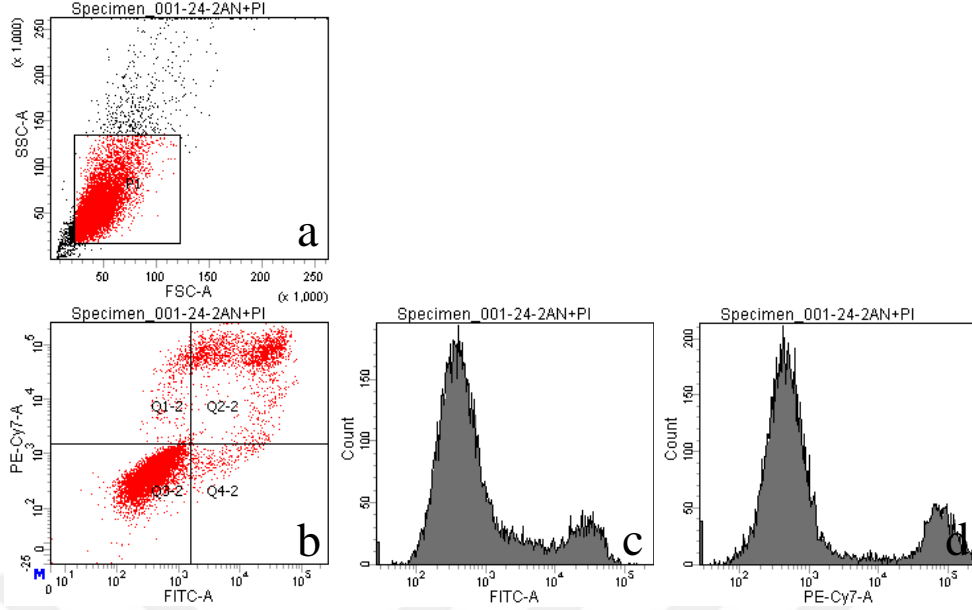 Specimen_001-24-2AN+PI
(x 1,000)
SSC-A
250
200
150
100
50
P1
a
50 100 150 200 250
FSC-A
(x 1,000)
Specimen_001-24-2AN+PI
PE-Cy7-A
10^5
10^4
10^3
10^2
0
-25
Q1-2 Q2-2
Q3-2 Q4-2
b
M
0 10^1 10^2 10^3 10^4 10^5
FITC-A
Specimen_001-24-2AN+PI
Count
150
100
50
0
c
10^2 10^3 10^4 10^5
FITC-A
Specimen_001-24-2AN+PI
Count
200
150
100
50
0
d
10^2 10^3 10^4 10^5
PE-Cy7-A